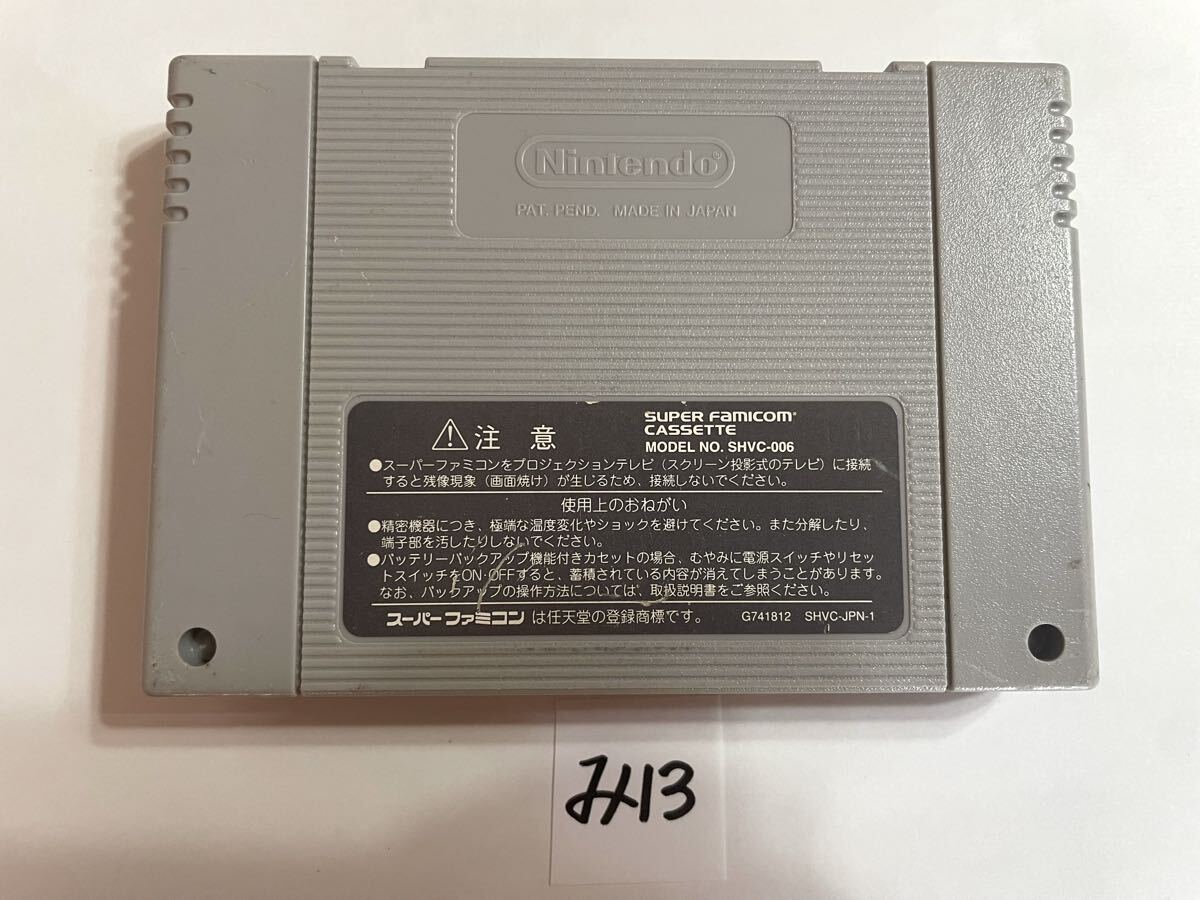 Nintendo®
PAT. PEND. MADE IN JAPAN
⚠注 意
SUPER Famicom®
CASSETTE
MODEL NO. SHVC-006
●スーパーファミコンをプロジェクションテレビ（スクリーン投影式のテレビ）に接続
すると残像現象（画面焼け）が生じるため、接続しないでください。
使用上のおねがい
●精密機器につき、極端な温度変化やショックを避けてください。また分解したり、
端子部を汚したりしないでください。
●バッテリーバックアップ機能付きカセットの場合、むやみに電源スイッチやリセッ
トスイッチをON・OFFすると、蓄積されている内容が消えてしまうことがあります。
なお、バックアップの操作方法については、取扱説明書をご参照ください。
スーパーファミコン は任天堂の登録商標です。
G741812 SHVC-JPN-1
み13